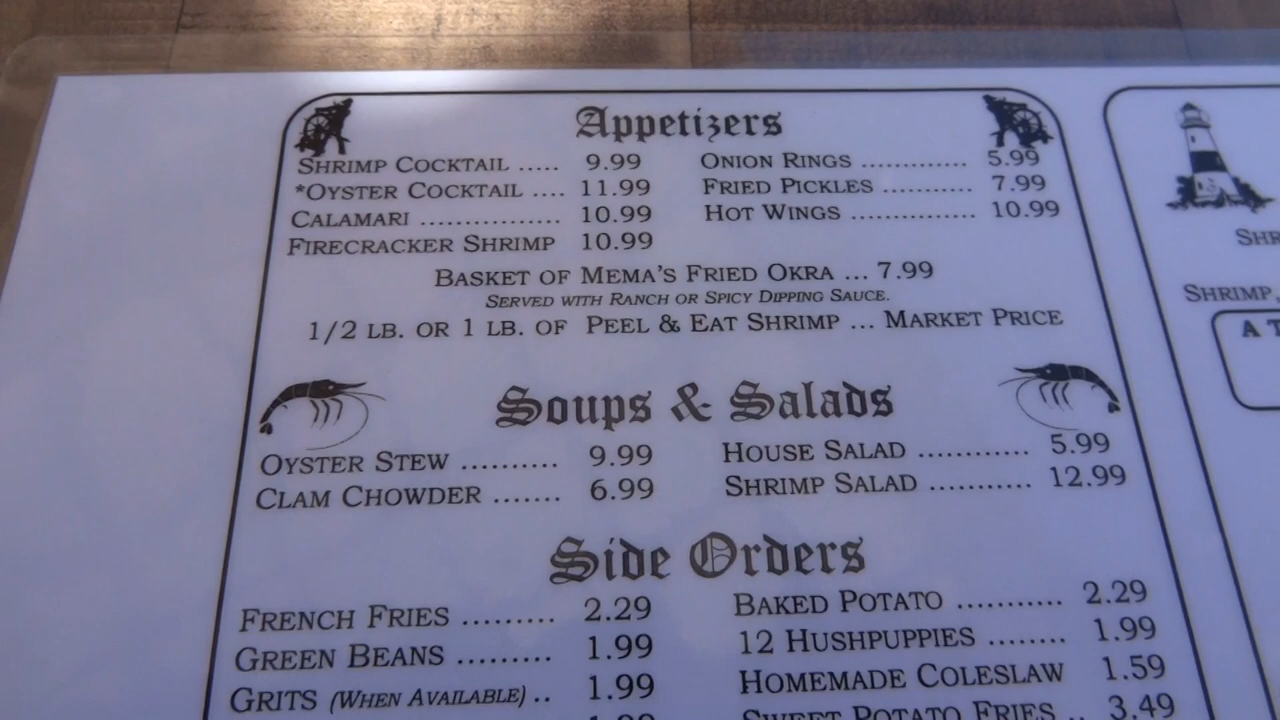 Appetizers
SHRIMP COCKTAIL ..... 9.99
*OYSTER COCKTAIL .... 11.99
CALAMARI ................ 10.99
FIRECRACKER SHRIMP 10.99
ONION RINGS ............. 5.99
FRIED PICKLES ........... 7.99
HOT WINGS ............... 10.99
BASKET OF MEMA'S FRIED OKRA ... 7.99
SERVED WITH RANCH OR SPICY DIPPING SAUCE.
1/2 LB. OR 1 LB. OF PEEL & EAT SHRIMP ... MARKET PRICE
Soups & Salads
OYSTER STEW .......... 9.99
CLAM CHOWDER ....... 6.99
HOUSE SALAD ............ 5.99
SHRIMP SALAD ........... 12.99
Side Orders
FRENCH FRIES ......... 2.29
GREEN BEANS ......... 1.99
GRITS (WHEN AVAILABLE) .. 1.99
BAKED POTATO ........... 2.29
12 HUSHPUPPIES ........ 1.99
HOMEMADE COLESLAW 1.59
SWEET POTATO FRIES .. 3.49
SHRIMP,
A